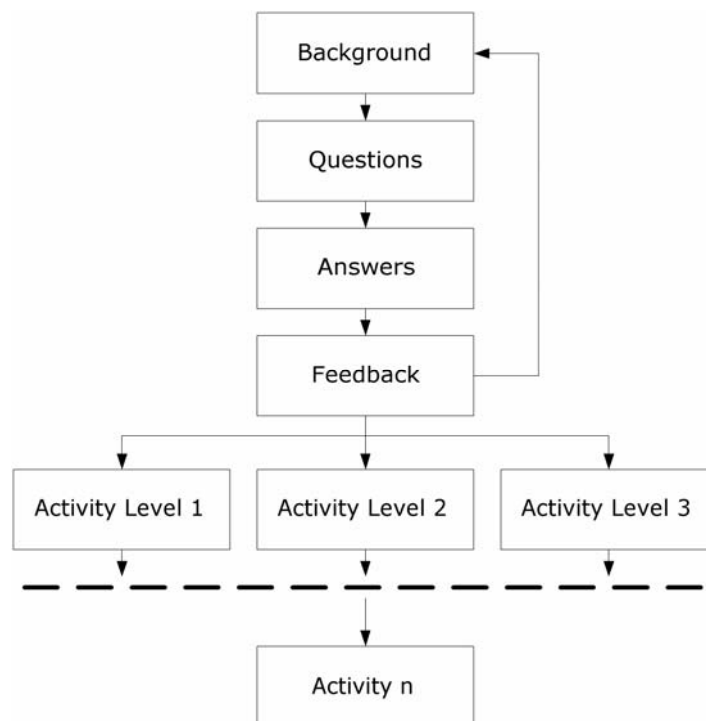 Background
Questions
Answers
Feedback
Activity Level 1
Activity Level 2
Activity Level 3
Activity n